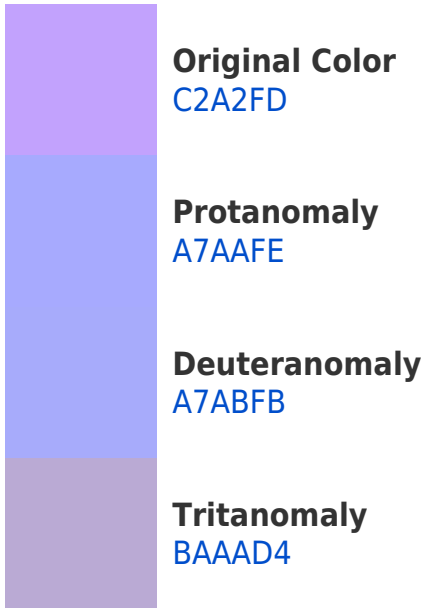 Original Color
C2A2FD
Protanomaly
A7AAFE
Deuteranomaly
A7ABFB
Tritanomaly
BAAAD4